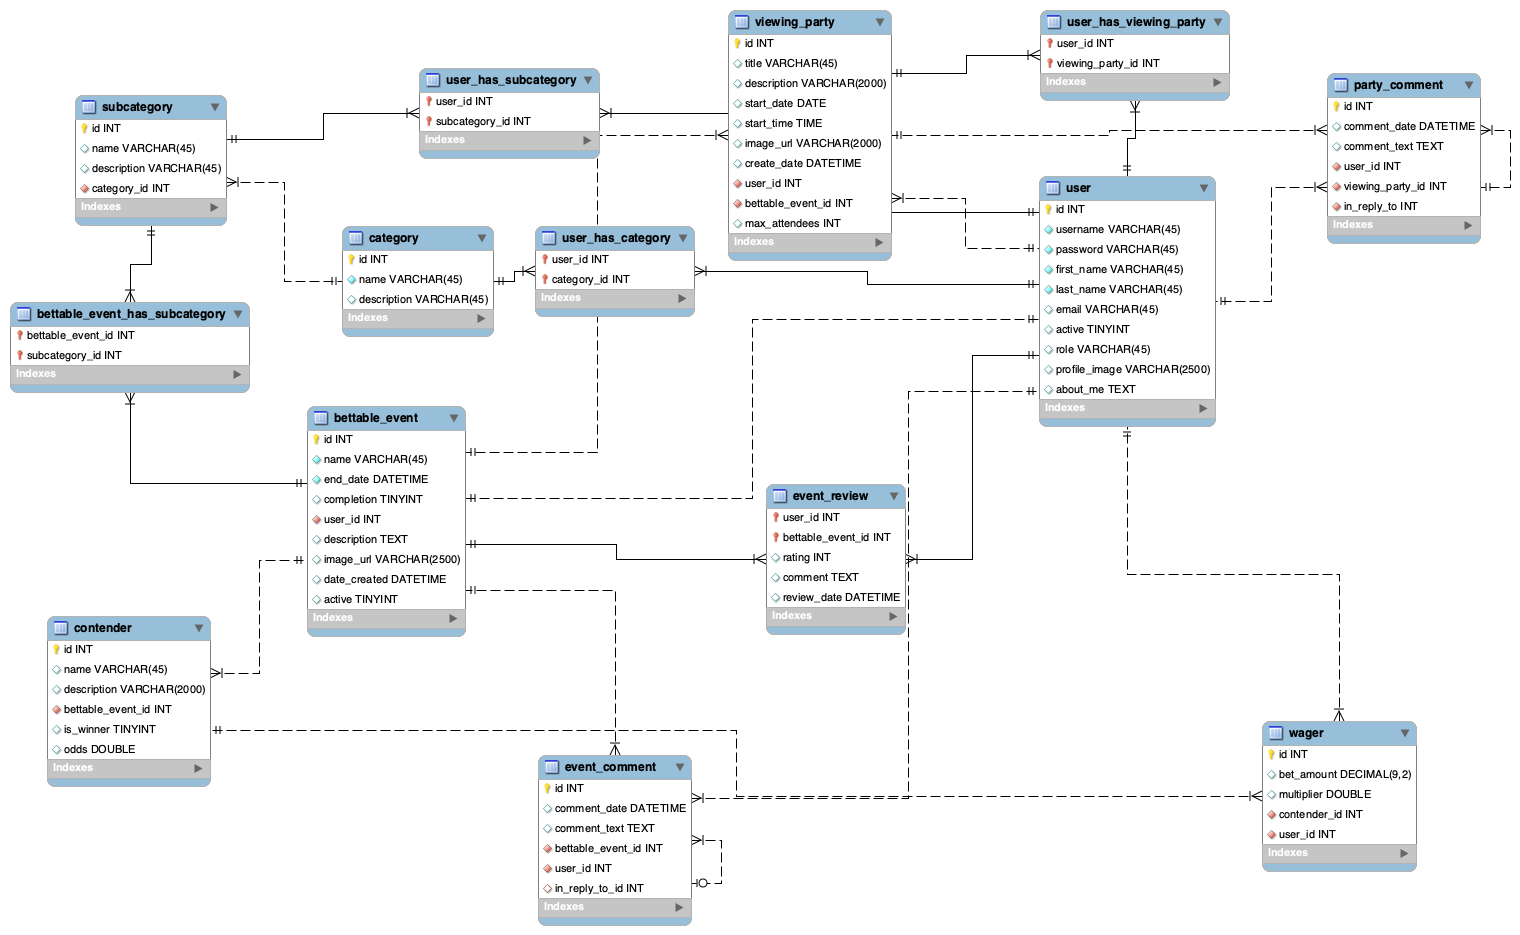 viewing_party
id INT
title VARCHAR(45)
description VARCHAR(2000)
start_date DATE
start_time TIME
image_url VARCHAR(2000)
create_date DATETIME
user_id INT
bettable_event_id INT
max_attendees INT
Indexes
user_has_viewing_party
user_id INT
viewing_party_id INT
Indexes
user_has_subcategory
user_id INT
subcategory_id INT
Indexes
party_comment
id INT
comment_date DATETIME
comment_text TEXT
user_id INT
viewing_party_id INT
in_reply_to INT
Indexes
subcategory
id INT
name VARCHAR(45)
description VARCHAR(45)
category_id INT
Indexes
user
id INT
username VARCHAR(45)
password VARCHAR(45)
first_name VARCHAR(45)
last_name VARCHAR(45)
email VARCHAR(45)
active TINYINT
role VARCHAR(45)
profile_image VARCHAR(2500)
about_me TEXT
Indexes
category
id INT
name VARCHAR(45)
description VARCHAR(45)
Indexes
user_has_category
user_id INT
category_id INT
Indexes
bettable_event_has_subcategory
bettable_event_id INT
subcategory_id INT
Indexes
bettable_event
id INT
name VARCHAR(45)
end_date DATETIME
completion TINYINT
user_id INT
description TEXT
image_url VARCHAR(2500)
date_created DATETIME
active TINYINT
Indexes
event_review
user_id INT
bettable_event_id INT
rating INT
comment TEXT
review_date DATETIME
Indexes
contender
id INT
name VARCHAR(45)
description VARCHAR(2000)
bettable_event_id INT
is_winner TINYINT
odds DOUBLE
Indexes
event_comment
id INT
comment_date DATETIME
comment_text TEXT
bettable_event_id INT
user_id INT
in_reply_to_id INT
Indexes
wager
id INT
bet_amount DECIMAL(9,2)
multiplier DOUBLE
contender_id INT
user_id INT
Indexes